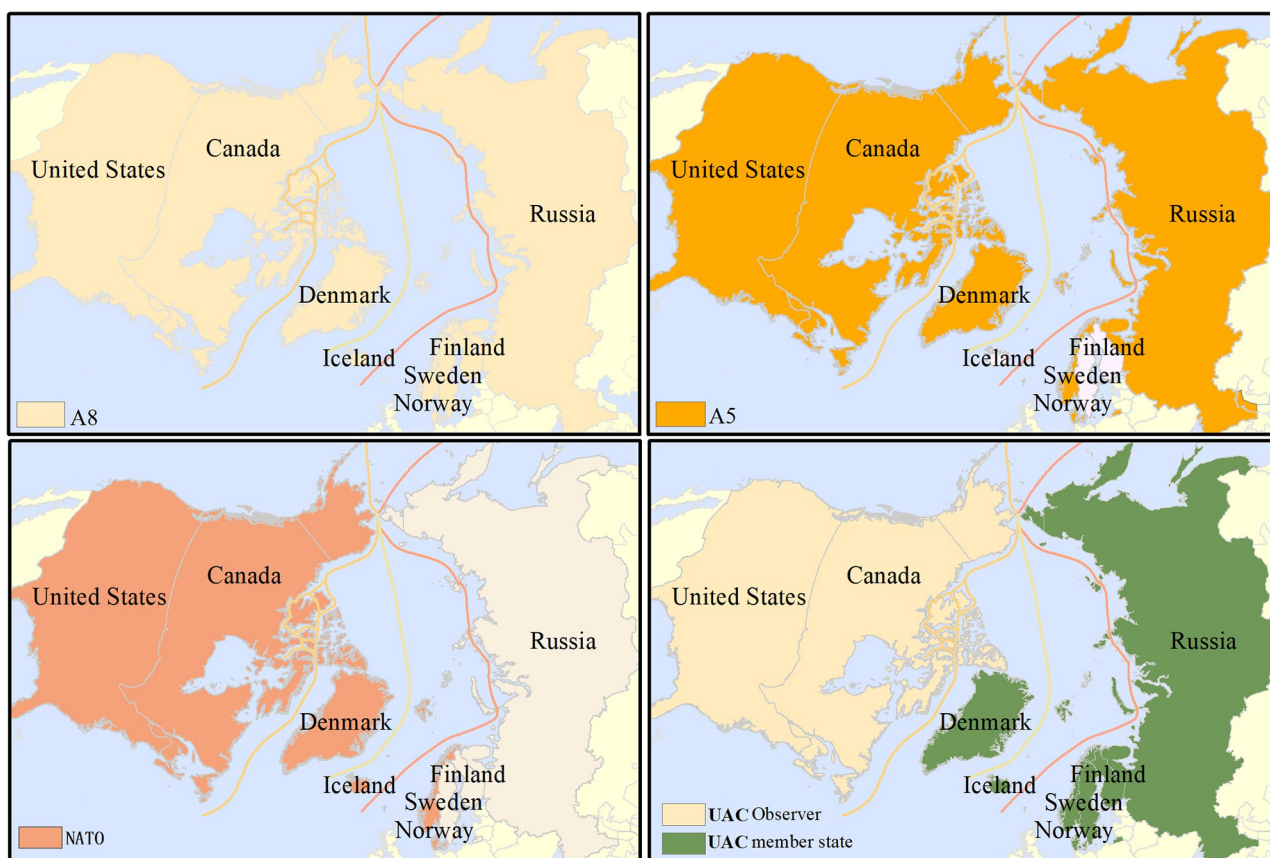 Canada
United States
Russia
Denmark
Iceland
Finland
Sweden
Norway
A8
Canada
United States
Russia
Denmark
Iceland
Finland
Sweden
Norway
A5
Canada
United States
Russia
Denmark
Iceland
Finland
Sweden
Norway
NATO
Canada
United States
Russia
Denmark
Iceland
Finland
Sweden
Norway
UAC Observer
UAC member state